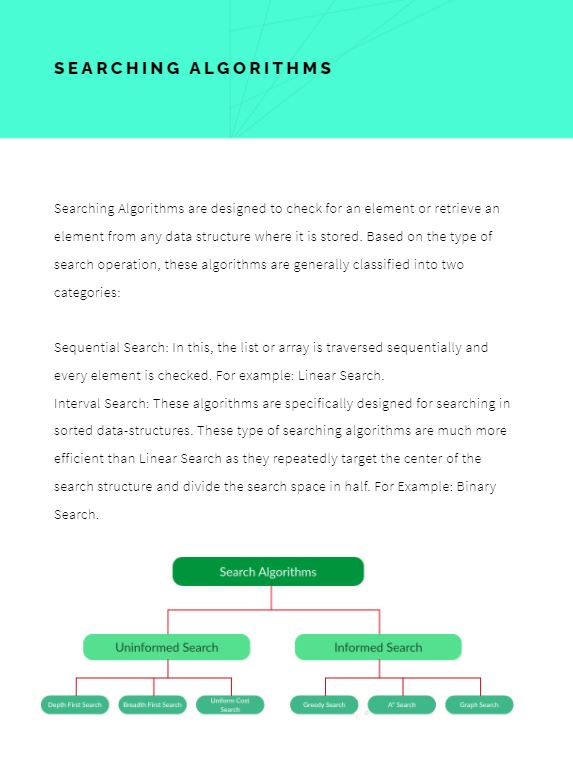 SEARCHING ALGORITHMS
Searching Algorithms are designed to check for an element or retrieve an
element from any data structure where it is stored. Based on the type of
search operation, these algorithms are generally classified into two
categories:
Sequential Search: In this, the list or array is traversed sequentially and
every element is checked. For example: Linear Search.
Interval Search: These algorithms are specifically designed for searching in
sorted data-structures. These type of searching algorithms are much more
efficient than Linear Search as they repeatedly target the center of the
search structure and divide the search space in half. For Example: Binary
Search.
Search Algorithms
Uninformed Search
Informed Search
Depth First Search
Breadth First Search
Uniform Cost
Search
Greedy Search
A* Search
Graph Search